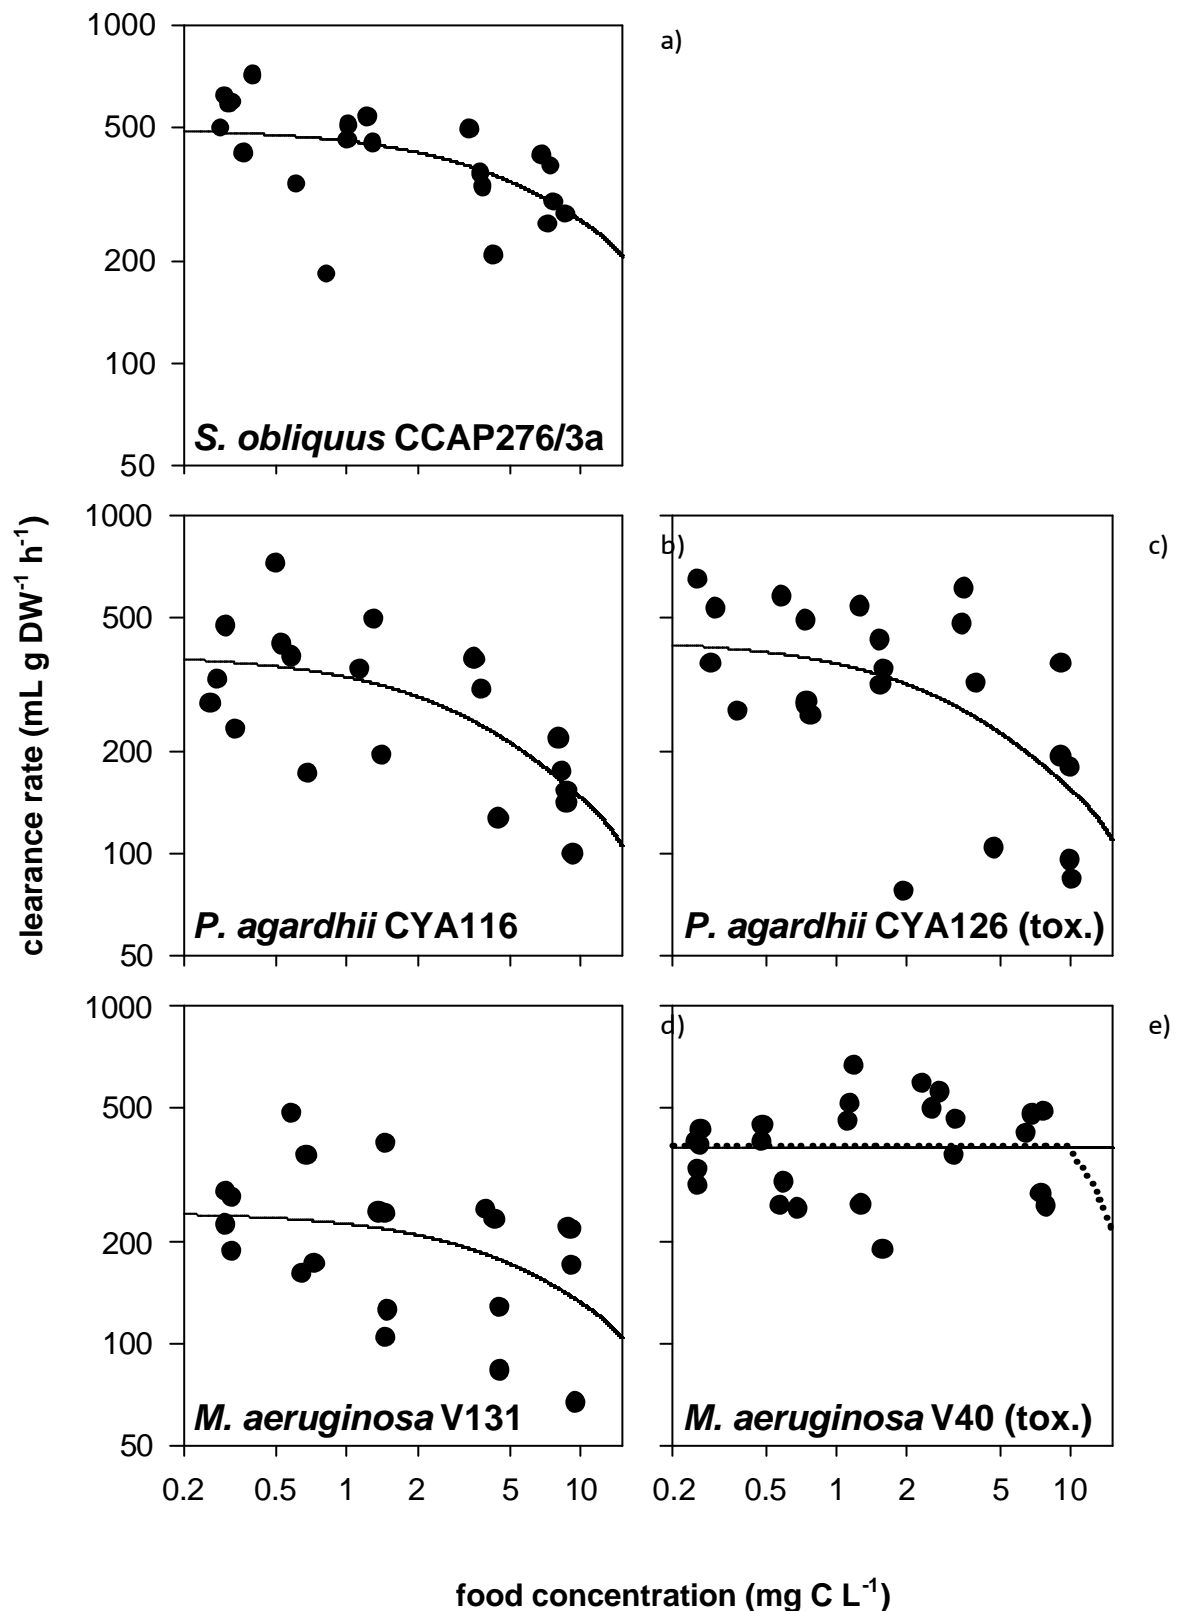 1000
a)
500
200
100
S. obliquus CCAP276/3a
50
clearance rate (mL g DW-1 h-1)
1000
b)
c)
500
200
100
P. agardhii CYA116
P. agardhii CYA126 (tox.)
50
1000
d)
e)
500
200
100
M. aeruginosa V131
M. aeruginosa V40 (tox.)
50
0.2 0.5 1 2 5 10
0.2 0.5 1 2 5 10
food concentration (mg C L-1)